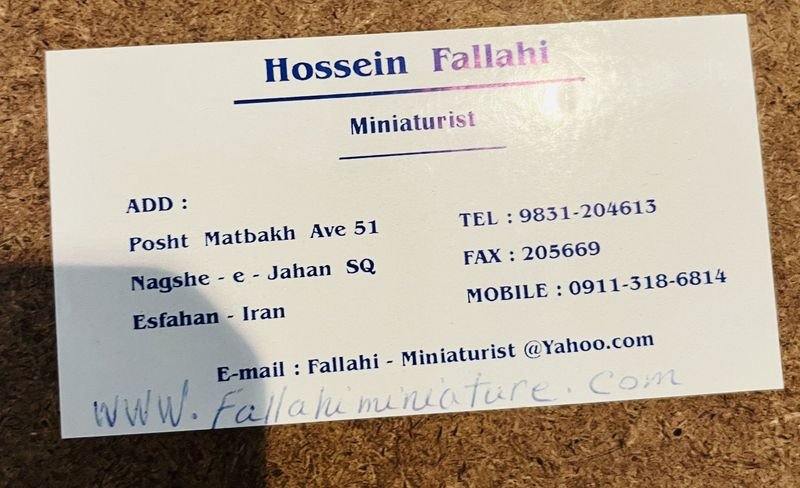 Hossein Fallahi
Miniaturist
ADD :
Posht Matbakh Ave 51
Nagshe - e - Jahan SQ
Esfahan - Iran
TEL : 9831-204613
FAX : 205669
MOBILE : 0911-318-6814
E-mail : Fallahi - Miniaturist @Yahoo.com
www.Fallahiminiature.com